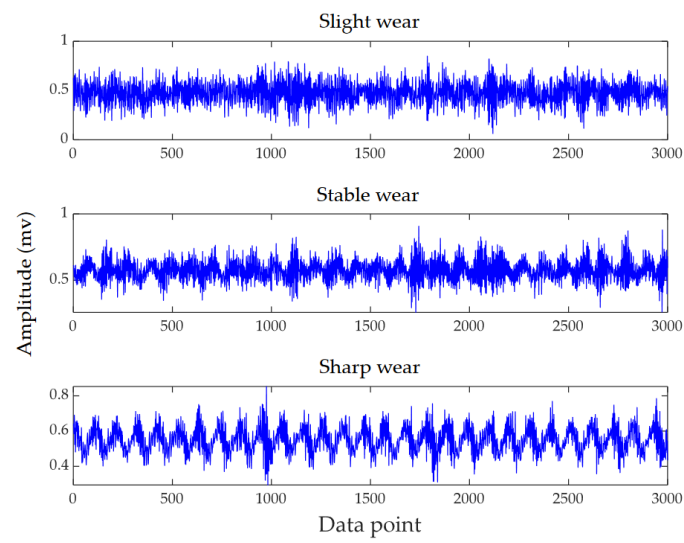 Slight wear
1
0.5
0
0 500 1000 1500 2000 2500 3000
Stable wear
1
0.5
0 500 1000 1500 2000 2500 3000
Amplitude (mv)
Sharp wear
0.8
0.6
0.4
0 500 1000 1500 2000 2500 3000
Data point